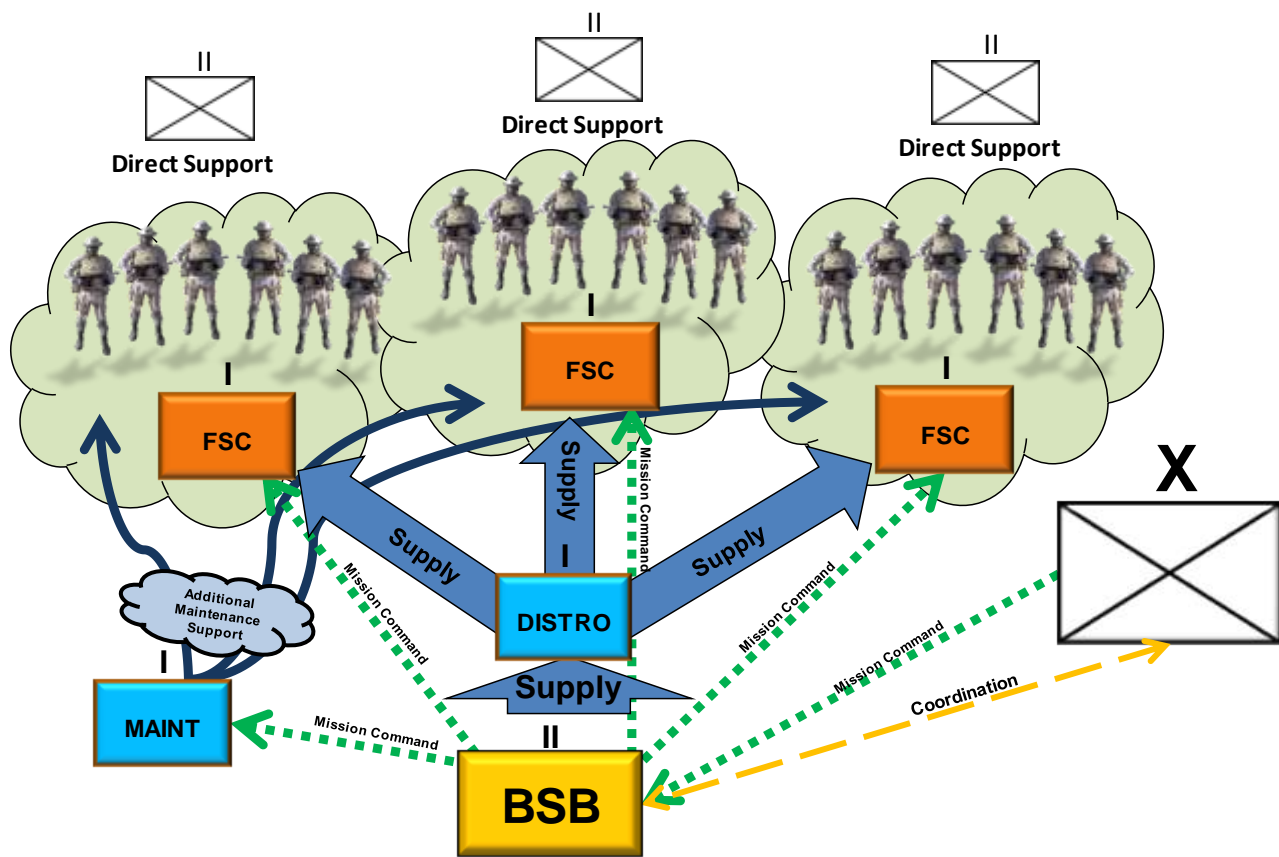 II
II
II
Direct Support
Direct Support
Direct Support
I
I
I
FSC
FSC
FSC
X
Supply
Supply
Supply
Mission Command
I
Additional
Maintenance
Support
DISTRO
Mission Command
Mission Command
Mission Command
I
MAINT
Supply
Coordination
Mission Command
II
BSB